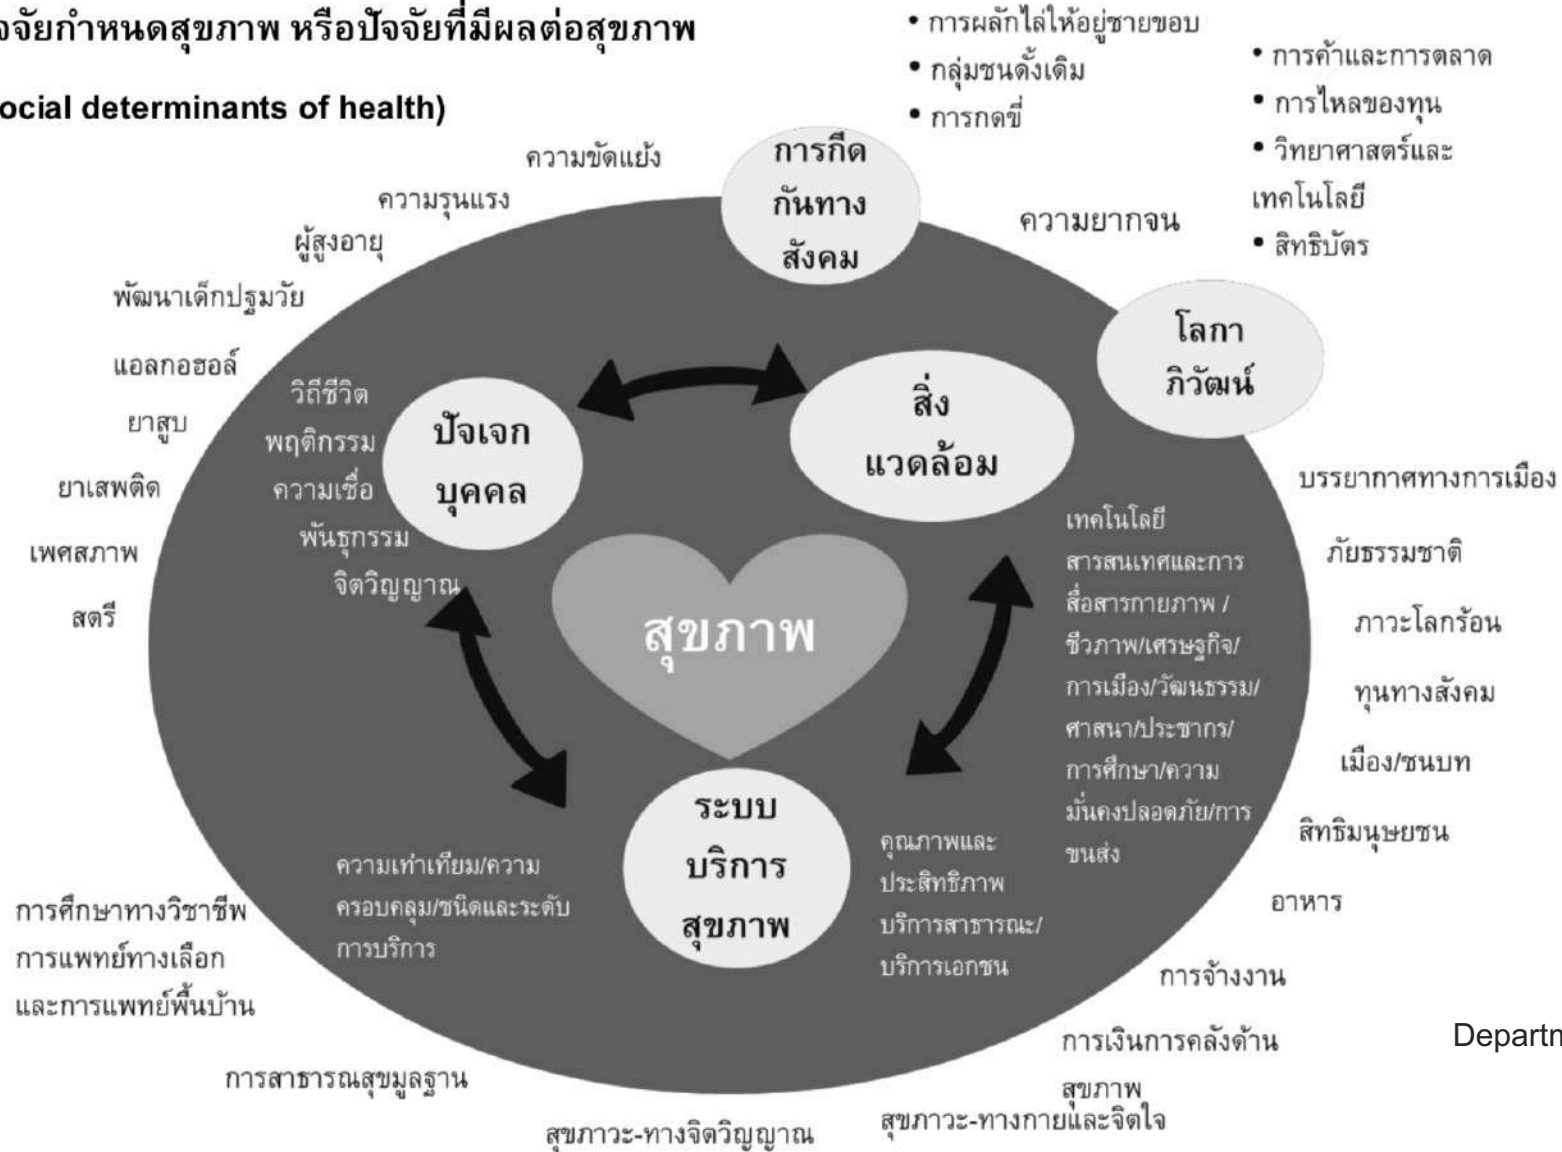 จจัยกำหนดสุขภาพ หรือปัจจัยที่มีผลต่อสุขภาพ
ocial determinants of health)
• การผลักไล่ให้อยู่ชายขอบ
• กลุ่มชนดั้งเดิม
• การกดขี่
• การค้าและการตลาด
• การไหลของทุน
• วิทยาศาสตร์และ
เทคโนโลยี
• สิทธิบัตร
ความขัดแย้ง
ความรุนแรง
ผู้สูงอายุ
พัฒนาเด็กปฐมวัย
แอลกอฮอล์
ยาสูบ
ยาเสพติด
เพศสภาพ
สตรี
การกีด
กันทาง
สังคม
ความยากจน
โลกา
ภิวัฒน์
วิถีชีวิต
พฤติกรรม
ความเชื่อ
พันธุกรรม
จิตวิญญาณ
ปัจเจก
บุคคล
สิ่ง
แวดล้อม
เทคโนโลยี
สารสนเทศและการ
สื่อสารกายภาพ /
ชีวภาพ/เศรษฐกิจ/
การเมือง/วัฒนธรรม/
ศาสนา/ประชากร/
การศึกษา/ความ
มั่นคงปลอดภัย/การ
ขนส่ง
สุขภาพ
ระบบ
บริการ
สุขภาพ
ความเท่าเทียม/ความ
ครอบคลุม/ชนิดและระดับ
การบริการ
คุณภาพและ
ประสิทธิภาพ
บริการสาธารณะ/
บริการเอกชน
บรรยากาศทางการเมือง
ภัยธรรมชาติ
ภาวะโลกร้อน
ทุนทางสังคม
เมือง/ชนบท
สิทธิมนุษยชน
อาหาร
การจ้างงาน
การเงินการคลังด้าน
สุขภาพ
สุขภาวะ-ทางกายและจิตใจ
สุขภาวะ-ทางจิตวิญญาณ
การสาธารณสุขมูลฐาน
การศึกษาทางวิชาชีพ
การแพทย์ทางเลือก
และการแพทย์พื้นบ้าน
Departn